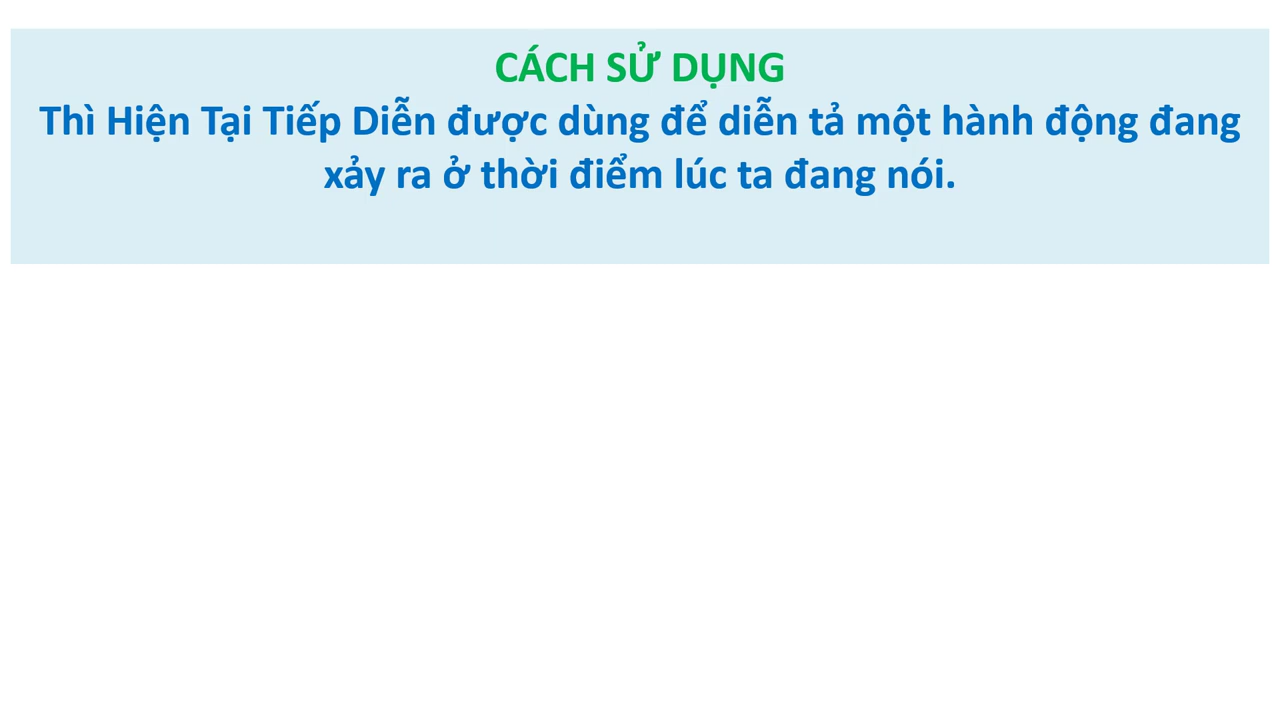 CÁCH SỬ DỤNG
Thì Hiện Tại Tiếp Diễn được dùng để diễn tả một hành động đang
xảy ra ở thời điểm lúc ta đang nói.